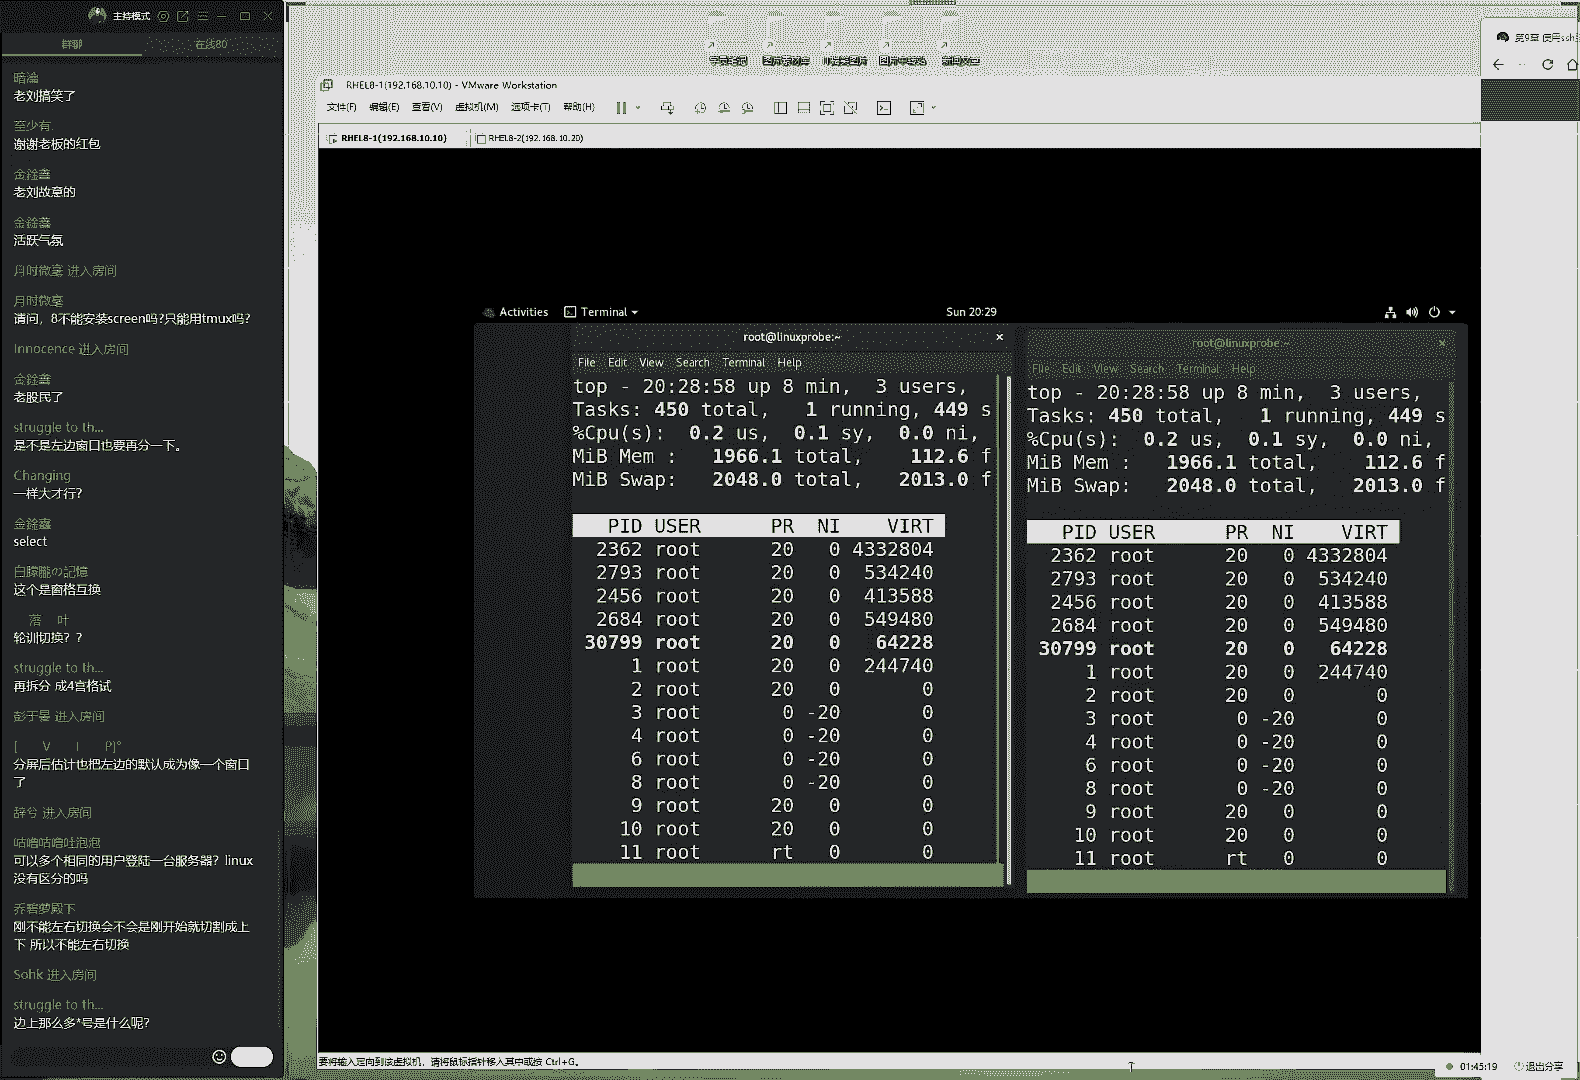 主持模式
群聊
在线80
暗淪
老刘搞笑了
至少有.
谢谢老板的红包
金銓鑫
老刘故意的
金銓鑫
活跃气氛
月时微毫 进入房间
月时微毫
请问，8不能安装screen吗?只能用tmux吗?
Innocence 进入房间
金銓鑫
老股民了
struggle to th...
是不是左边窗口也要再分一下。
Changing
一样大才行?
金銓鑫
select
白朦朧の記憶
这个是窗格互换
落 叶
轮训切换? ?
struggle to th...
再拆分 成4宫格试
彭于晏 进入房间
[ V I P]°
分屏后估计也把左边的默认成为像一个窗口
了
辞兮 进入房间
咕噜咕噜吐泡泡
可以多个相同的用户登陆一台服务器? linux
没有区分的吗
乔碧萝殿下
刚不能左右切换会不会是刚开始就切割成上
下 所以不能左右切换
Sohk 进入房间
struggle to th...
边上那么多*号是什么呢?
第9章 使用ssh
RHEL8-1(192.168.10.10) - VMware Workstation
文件(F) 编辑(E) 查看(V) 虚拟机(M) 选项卡(T) 帮助(H)
RHEL8-1(192.168.10.10)
RHEL8-2(192.168.10.20)
Activities Terminal Sun 20:29
root@linuxprobe:~
File Edit View Search Terminal Help
top - 20:28:58 up 8 min, 3 users,
Tasks: 450 total, 1 running, 449 s
%Cpu(s): 0.2 us, 0.1 sy, 0.0 ni,
MiB Mem : 1966.1 total, 112.6 f
MiB Swap: 2048.0 total, 2013.0 f
PID USER PR NI VIRT
2362 root 20 0 4332804
2793 root 20 0 534240
2456 root 20 0 413588
2684 root 20 0 549480
30799 root 20 0 64228
1 root 20 0 244740
2 root 20 0 0
3 root 0 -20 0
4 root 0 -20 0
6 root 0 -20 0
8 root 0 -20 0
9 root 20 0 0
10 root 20 0 0
11 root rt 0 0
root@linuxprobe:~
File Edit View Search Terminal Help
top - 20:28:58 up 8 min, 3 users,
Tasks: 450 total, 1 running, 449 s
%Cpu(s): 0.2 us, 0.1 sy, 0.0 ni,
MiB Mem : 1966.1 total, 112.6 f
MiB Swap: 2048.0 total, 2013.0 f
PID USER PR NI VIRT
2362 root 20 0 4332804
2793 root 20 0 534240
2456 root 20 0 413588
2684 root 20 0 549480
30799 root 20 0 64228
1 root 20 0 244740
2 root 20 0 0
3 root 0 -20 0
4 root 0 -20 0
6 root 0 -20 0
8 root 0 -20 0
9 root 20 0 0
10 root 20 0 0
11 root rt 0 0
要将输入定向到该虚拟机，请将鼠标指针移入其中或按 Ctrl+G。
01:45:19 退出分享